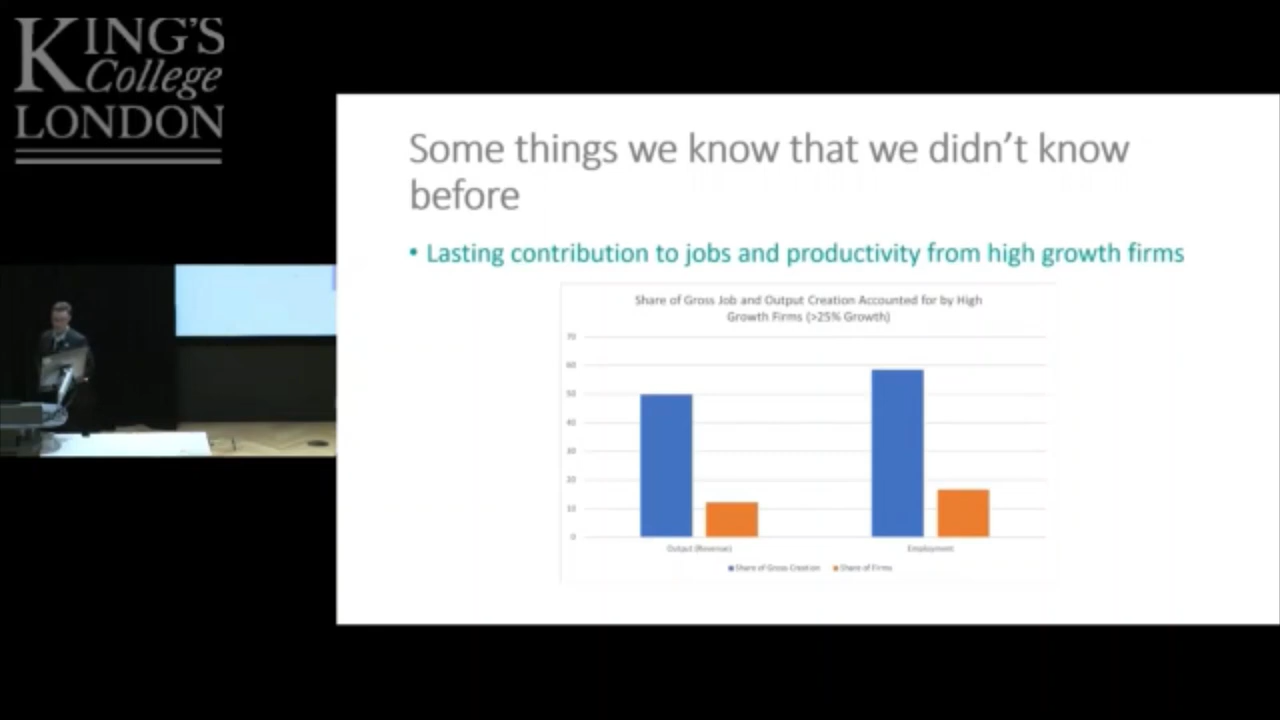 KING'S
College
LONDON
Some things we know that we didn't know
before
• Lasting contribution to jobs and productivity from high growth firms
Share of Gross Job and Output Creation Accounted for by High
Growth Firms (>25% Growth)
70
60
50
40
30
20
10
0
Output (Revenue)
Employment
Share of Gross Creation
Share of Firms